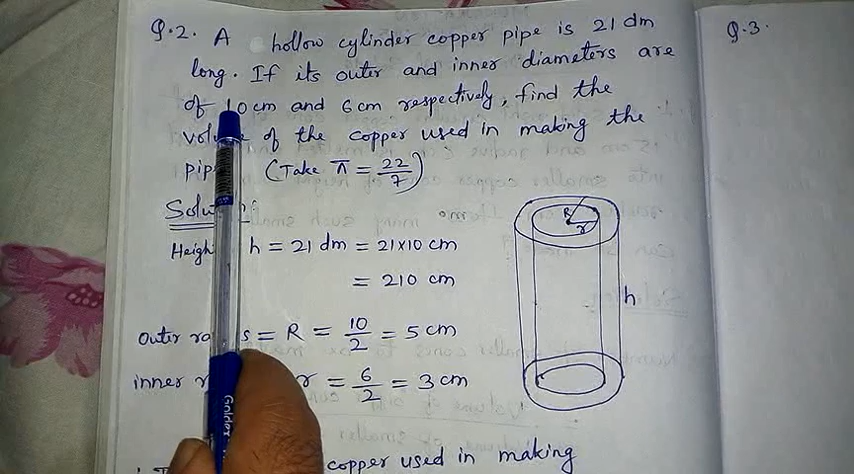 Q.2. A hollow cylinder copper pipe is 21 dm
long. If its outer and inner diameters are
of 10 cm and 6 cm respectively, find the
of the copper used in making the
(Take π = 22/7)
Height h = 21 dm = 21×10 cm
= 210 cm
outer = R = 10/2 = 5 cm
inner r = 6/2 = 3 cm
copper used in making
R
r
h
Q.3.